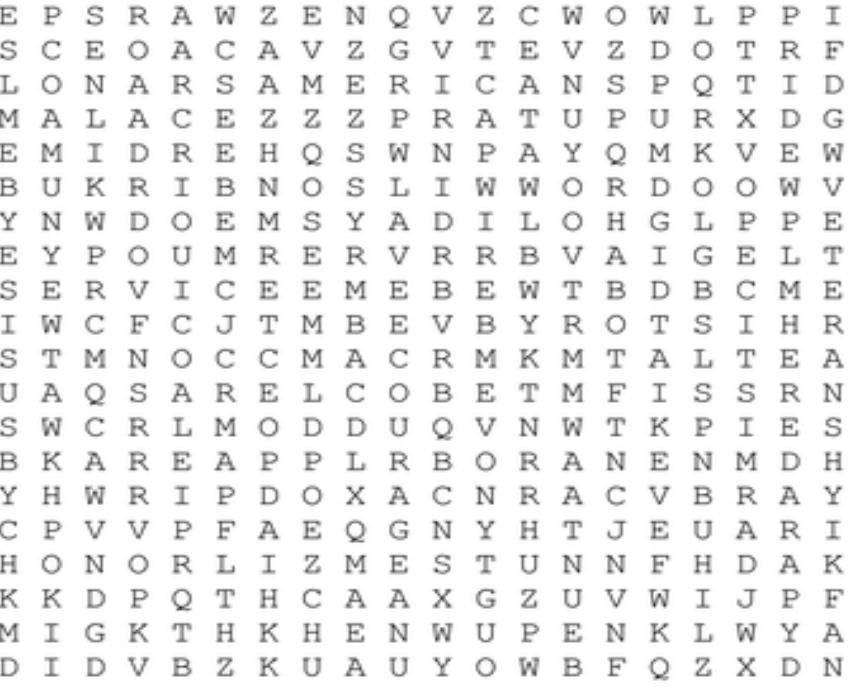 E P S R A W Z E N Q V Z C W O W L P P I
S C E O A C A V Z G V T E V Z D O T R F
L O N A R S A M E R I C A N S P Q T I D
M A L A C E Z Z Z P R A T U P U R X D G
E M I D R E H Q S W N P A Y Q M K V E W
B U K R I B N O S L I W W O R D O O W V
Y N W D O E M S Y A D I L O H G L P P E
E Y P O U M R E R V R R B V A I G E L T
S E R V I C E E M E B E W T B D B C M E
I W C F C J T M B E V B Y R O T S I H R
S T M N O C C M A C R M K M T A L T E A
U A Q S A R E L C O B E T M F I S S R N
S W C R L M O D D U Q V N W T K P I E S
B K A R E A P P L R B O R A N E N M D H
Y H W R I P D O X A C N R A C V B R A Y
C P V V P F A E Q G N Y H T J E U A R I
H O N O R L I Z M E S T U N N F H D A K
K K D P Q T H C A A X G Z U V W I J P F
M I G K T H K H E N W U P E N K L W Y A
D I D V B Z K U A U Y O W B F Q Z X D N